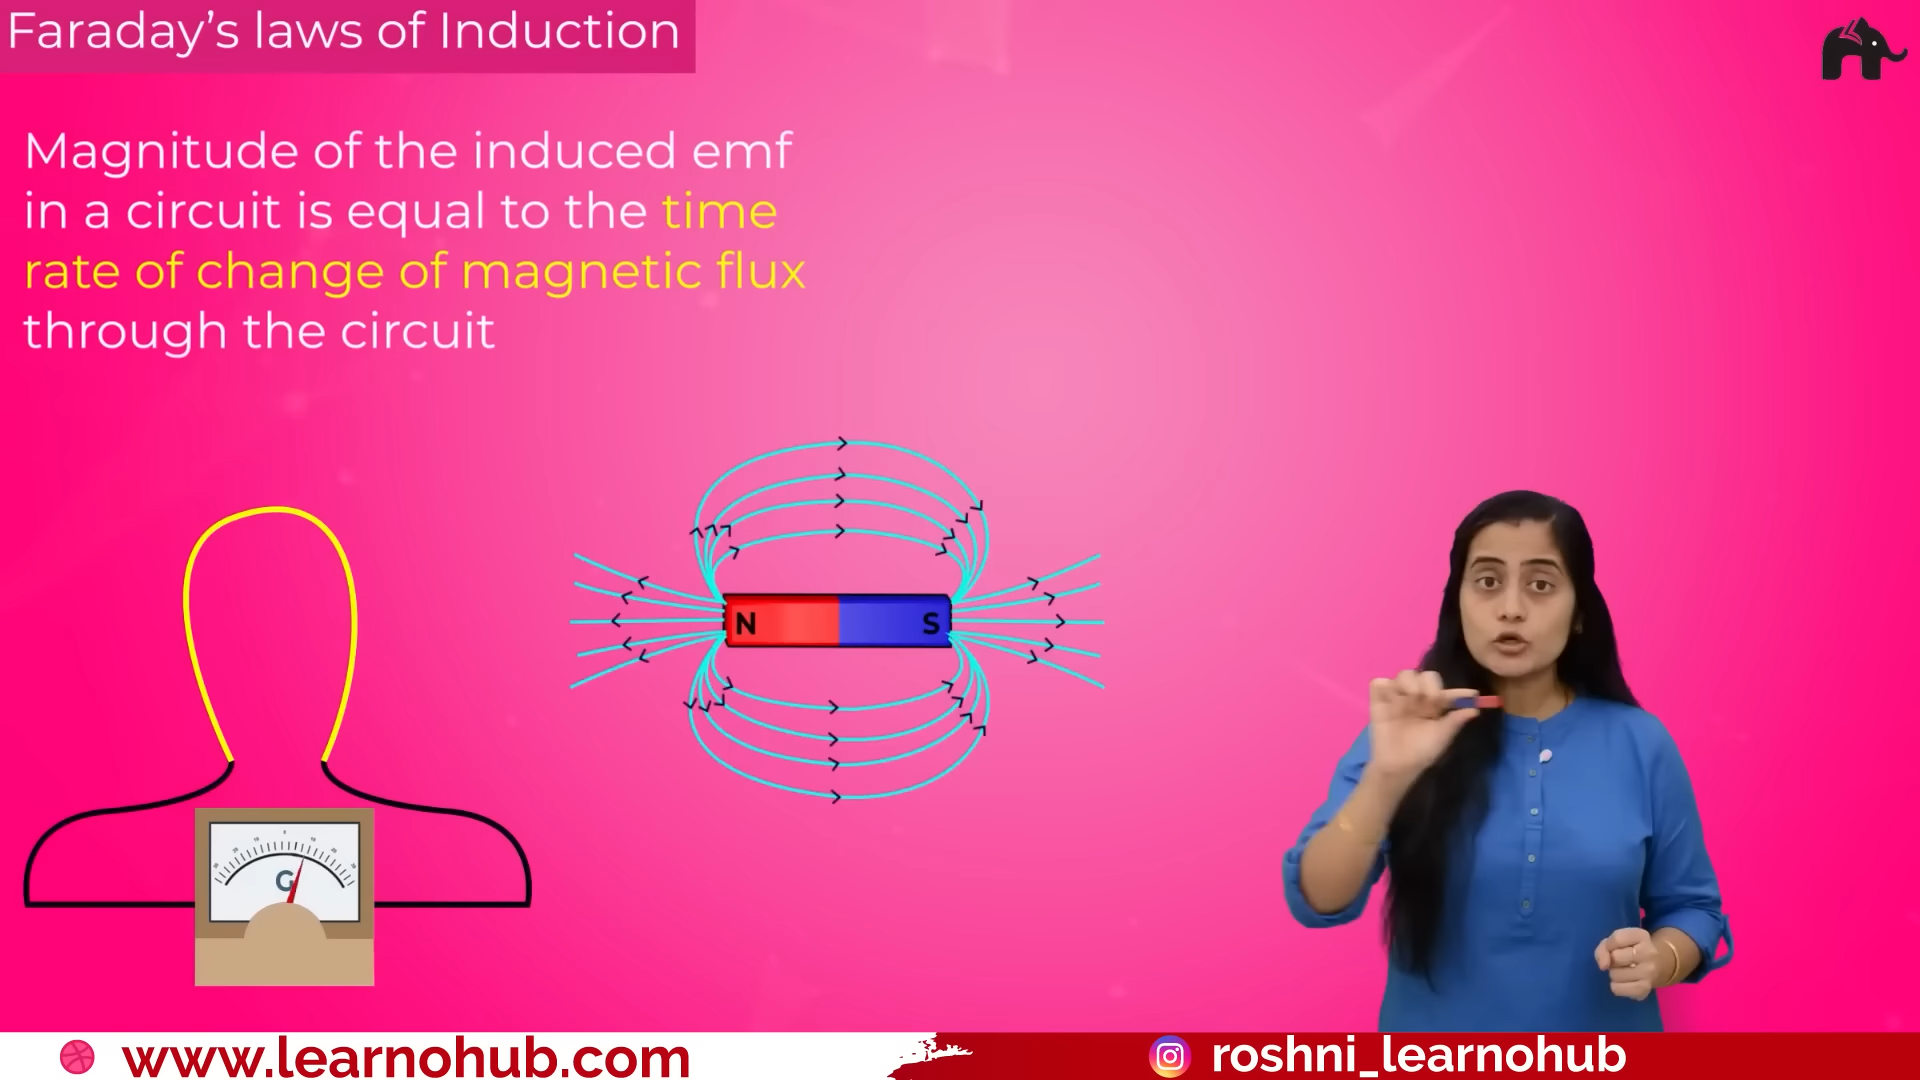 Faraday’s laws of Induction
Magnitude of the induced emf
in a circuit is equal to the time
rate of change of magnetic flux
through the circuit
N S
G
www.learnohub.com
roshni_learnohub